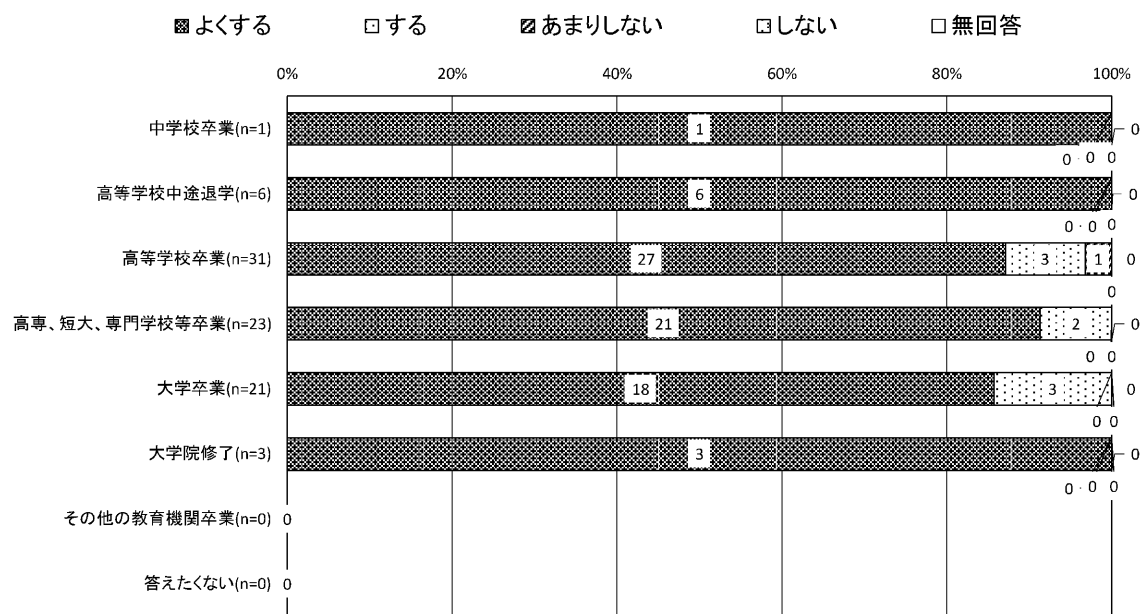 よくする する あまりしない しない 無回答
0% 20% 40% 60% 80% 100%
中学校卒業(n=1) 1 0
0 0 0
高等学校中途退学(n=6) 6 0
0 0 0
高等学校卒業(n=31) 27 3 1 0
0
高専、短大、専門学校等卒業(n=23) 21 2 0
0 0
大学卒業(n=21) 18 3 0
0 0
大学院修了(n=3) 3 0
0 0 0
その他の教育機関卒業(n=0) 0
答えたくない(n=0) 0